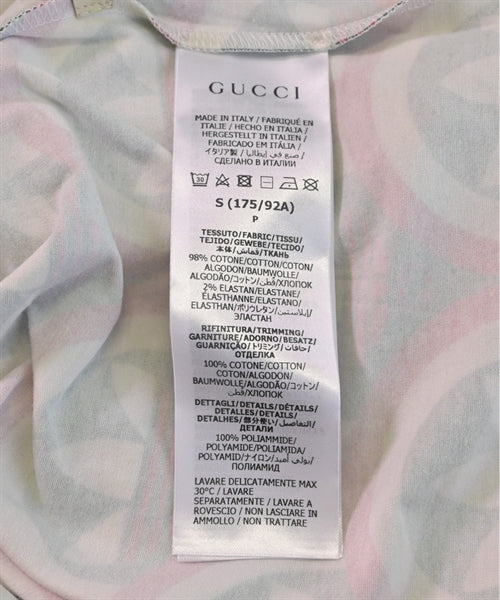 GUCCI
MADE IN ITALY / FABRIQUÉ EN
ITALIE / HECHO EN ITALIA /
HERGESTELLT IN ITALIEN /
FABRICADO EM ITÁLIA /
イタリア製 / صنع في إيطاليا /
СДЕЛАНО В ИТАЛИИ
30
S (175/92A)
P
TESSUTO/FABRIC/TISSU/
TEJIDO/GEWEBE/TECIDO/
本体/قماش/ТКАНЬ
98% COTONE/COTTON/COTON/
ALGODON/BAUMWOLLE/
ALGODÃO/コットン/قطن/ХЛОПОК
2% ELASTAN/ELASTANE/
ELASTHANNE/ELASTANO/
ELASTHAN/ポリウレタン/إيلاستين/
ЭЛАСТАН
RIFINITURA/TRIMMING/
GARNITURE/ADORNO/BESATZ/
GUARNIÇÃO/トリミング/حافات/
ОТДЕЛКА
100% COTONE/COTTON/
COTON/ALGODON/
BAUMWOLLE/ALGODÃO/コットン/
قطن/ХЛОПОК
DETTAGLI/DETAILS/DÉTAILS/
DETALLES/DETAILS/
DETALHES/部分使い/التفاصيل/
ДЕТАЛИ
100% POLIAMMIDE/
POLYAMIDE/POLIAMIDA/
POLYAMID/ナイロン/بولي أميد/
ПОЛИАМИД
LAVARE DELICATAMENTE MAX
30°C / LAVARE
SEPARATAMENTE / LAVARE A
ROVESCIO / NON LASCIARE IN
AMMOLLO / NON TRATTARE